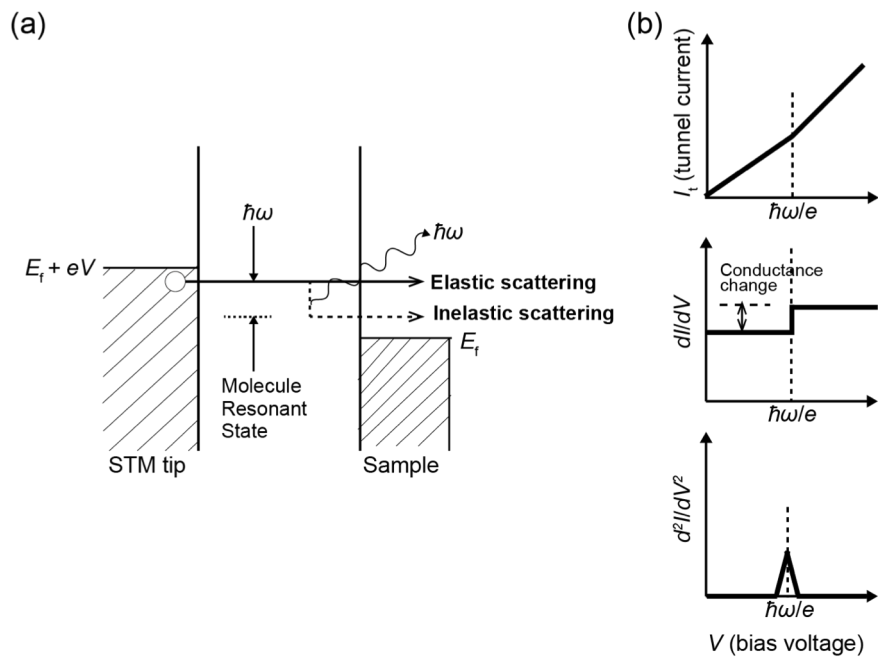 (a)
ħω
ħω
E_f + eV
Elastic scattering
Inelastic scattering
E_f
Molecule
Resonant
State
STM tip
Sample
(b)
I_t (tunnel current)
ħω/e
Conductance
change
dI/dV
ħω/e
d²I/dV²
ħω/e
V (bias voltage)